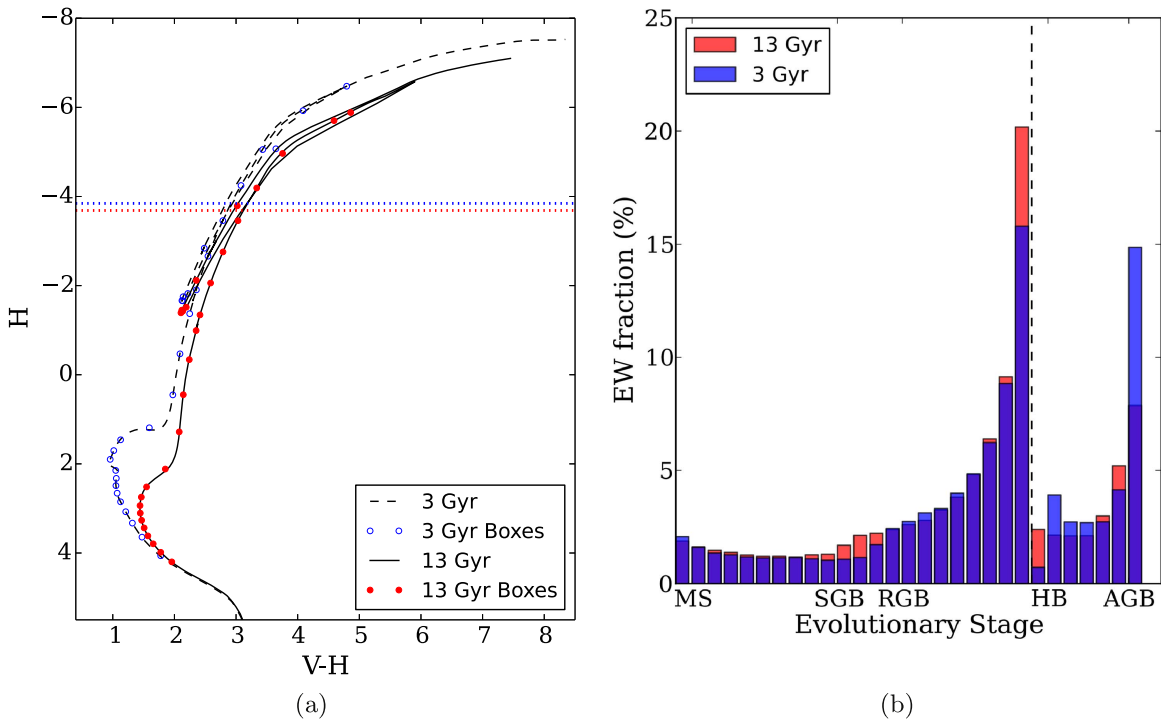 −8
−6
−4
−2
0
2
4
H
1 2 3 4 5 6 7 8
V-H
3 Gyr
3 Gyr Boxes
13 Gyr
13 Gyr Boxes
(a)
25
20
15
10
5
0
EW fraction (%)
13 Gyr
3 Gyr
MS SGB RGB HB AGB
Evolutionary Stage
(b)